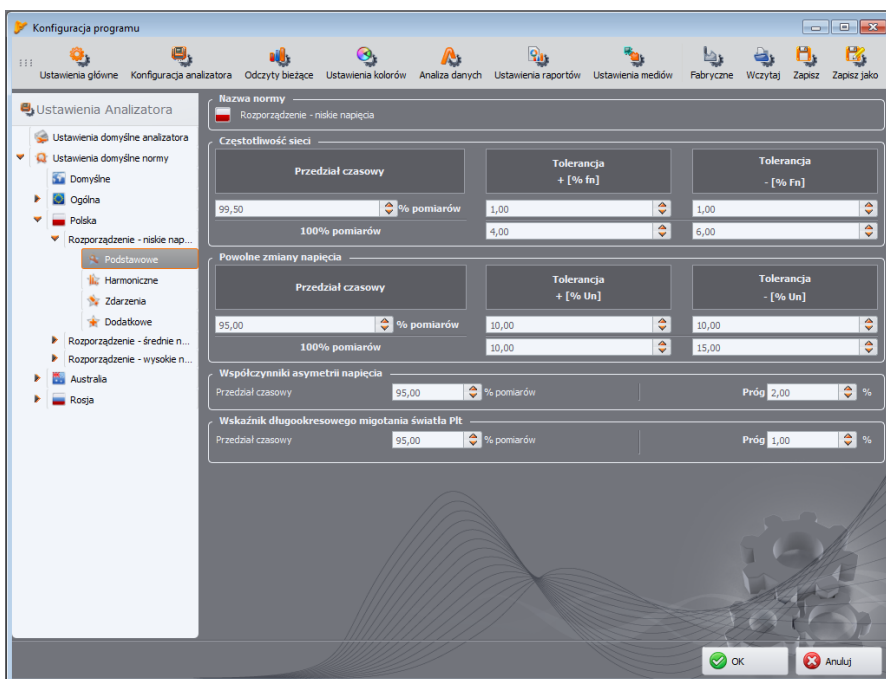 Konfiguracja programu
Ustawienia główne Konfiguracja analizatora Odczyty bieżące Ustawienia kolorów Analiza danych Ustawienia raportów Ustawienia mediów Fabryczne Wczytaj Zapisz Zapisz jako
Ustawienia Analizatora
Ustawienia domyślne analizatora
Ustawienia domyślne normy
Domyślne
Ogólna
Polska
Rozporządzenie - niskie nap...
Podstawowe
Harmoniczne
Zdarzenia
Dodatkowe
Rozporządzenie - średnie n...
Rozporządzenie - wysokie n...
Australia
Rosja
Nazwa normy
Rozporządzenie - niskie napięcia
Częstotliwość sieci
Przedział czasowy
Tolerancja
+ [% fn]
Tolerancja
- [% Fn]
99,50 % pomiarów 1,00 1,00
100% pomiarów 4,00 6,00
Powolne zmiany napięcia
Przedział czasowy
Tolerancja
+ [% Un]
Tolerancja
- [% Un]
95,00 % pomiarów 10,00 10,00
100% pomiarów 10,00 15,00
Współczynniki asymetrii napięcia
Przedział czasowy 95,00 % pomiarów Próg 2,00 %
Wskaźnik długookresowego migotania światła Plt
Przedział czasowy 95,00 % pomiarów Próg 1,00 %
OK Anuluj